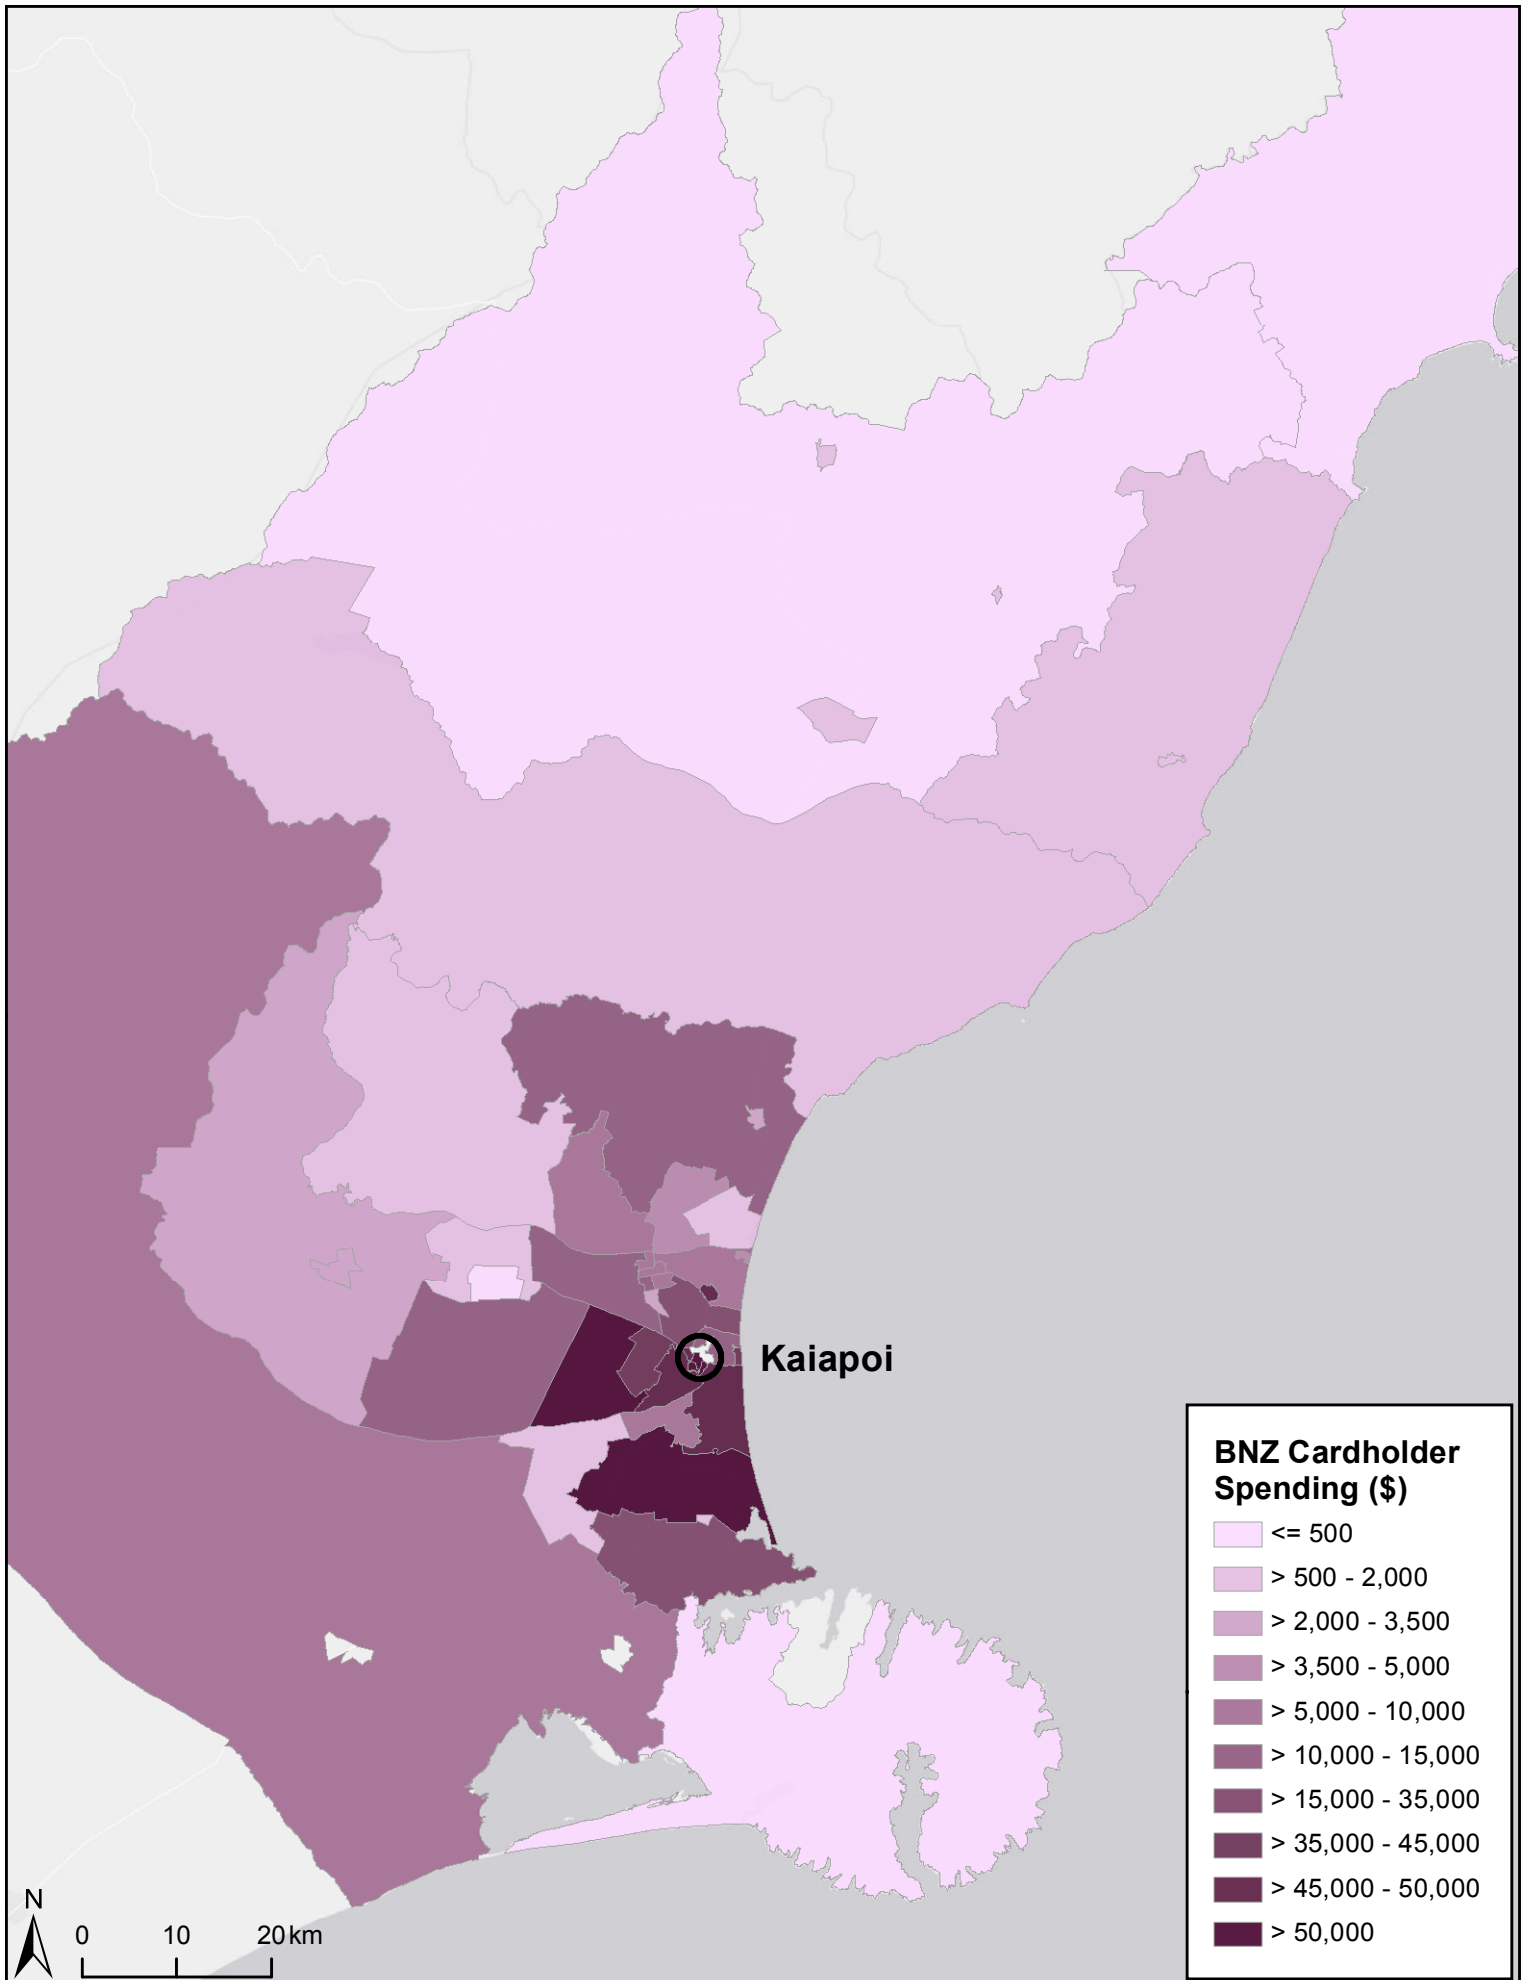 Kaiapoi
BNZ Cardholder
Spending ($)
<= 500
> 500 - 2,000
> 2,000 - 3,500
> 3,500 - 5,000
> 5,000 - 10,000
> 10,000 - 15,000
> 15,000 - 35,000
> 35,000 - 45,000
> 45,000 - 50,000
> 50,000
N
0 10 20 km